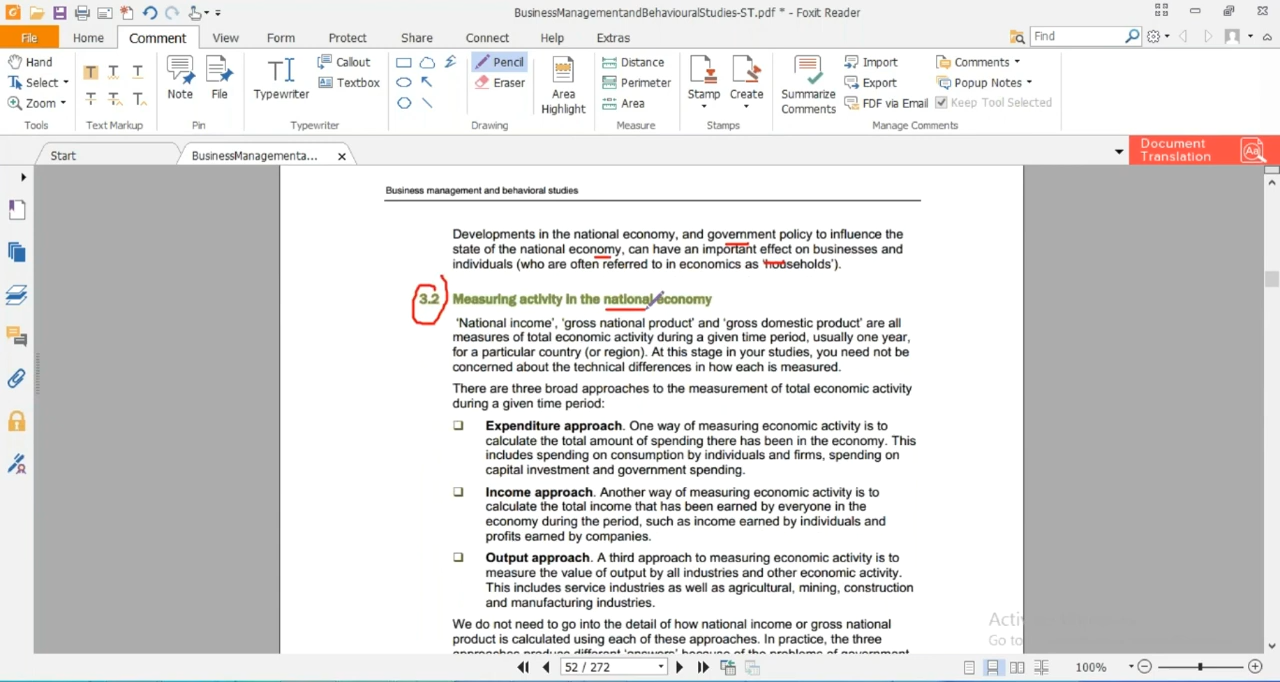 BusinessManagementandBehaviouralStudies-ST.pdf * - Foxit Reader
File Home Comment View Form Protect Share Connect Help Extras Find
Hand
Select
Zoom
Tools
Text Markup
Note File
Pin
Typewriter Callout
Textbox
Typewriter
Pencil
Eraser
Drawing
Area
Highlight
Distance
Perimeter
Area
Measure
Stamp Create
Stamps
Summarize
Comments
Import
Export
FDF via Email
Comments
Popup Notes
Keep Tool Selected
Manage Comments
Start BusinessManagementa...
Document
Translation
Business management and behavioral studies
Developments in the national economy, and government policy to influence the
state of the national economy, can have an important effect on businesses and
individuals (who are often referred to in economics as ‘households’).
3.2 Measuring activity in the national economy
‘National income’, ‘gross national product’ and ‘gross domestic product’ are all
measures of total economic activity during a given time period, usually one year,
for a particular country (or region). At this stage in your studies, you need not be
concerned about the technical differences in how each is measured.
There are three broad approaches to the measurement of total economic activity
during a given time period:
Expenditure approach. One way of measuring economic activity is to
calculate the total amount of spending there has been in the economy. This
includes spending on consumption by individuals and firms, spending on
capital investment and government spending.
Income approach. Another way of measuring economic activity is to
calculate the total income that has been earned by everyone in the
economy during the period, such as income earned by individuals and
profits earned by companies.
Output approach. A third approach to measuring economic activity is to
measure the value of output by all industries and other economic activity.
This includes service industries as well as agricultural, mining, construction
and manufacturing industries.
We do not need to go into the detail of how national income or gross national
product is calculated using each of these approaches. In practice, the three
approaches produce different ‘answers’ because of the problems of government
Go to
52 / 272
100%